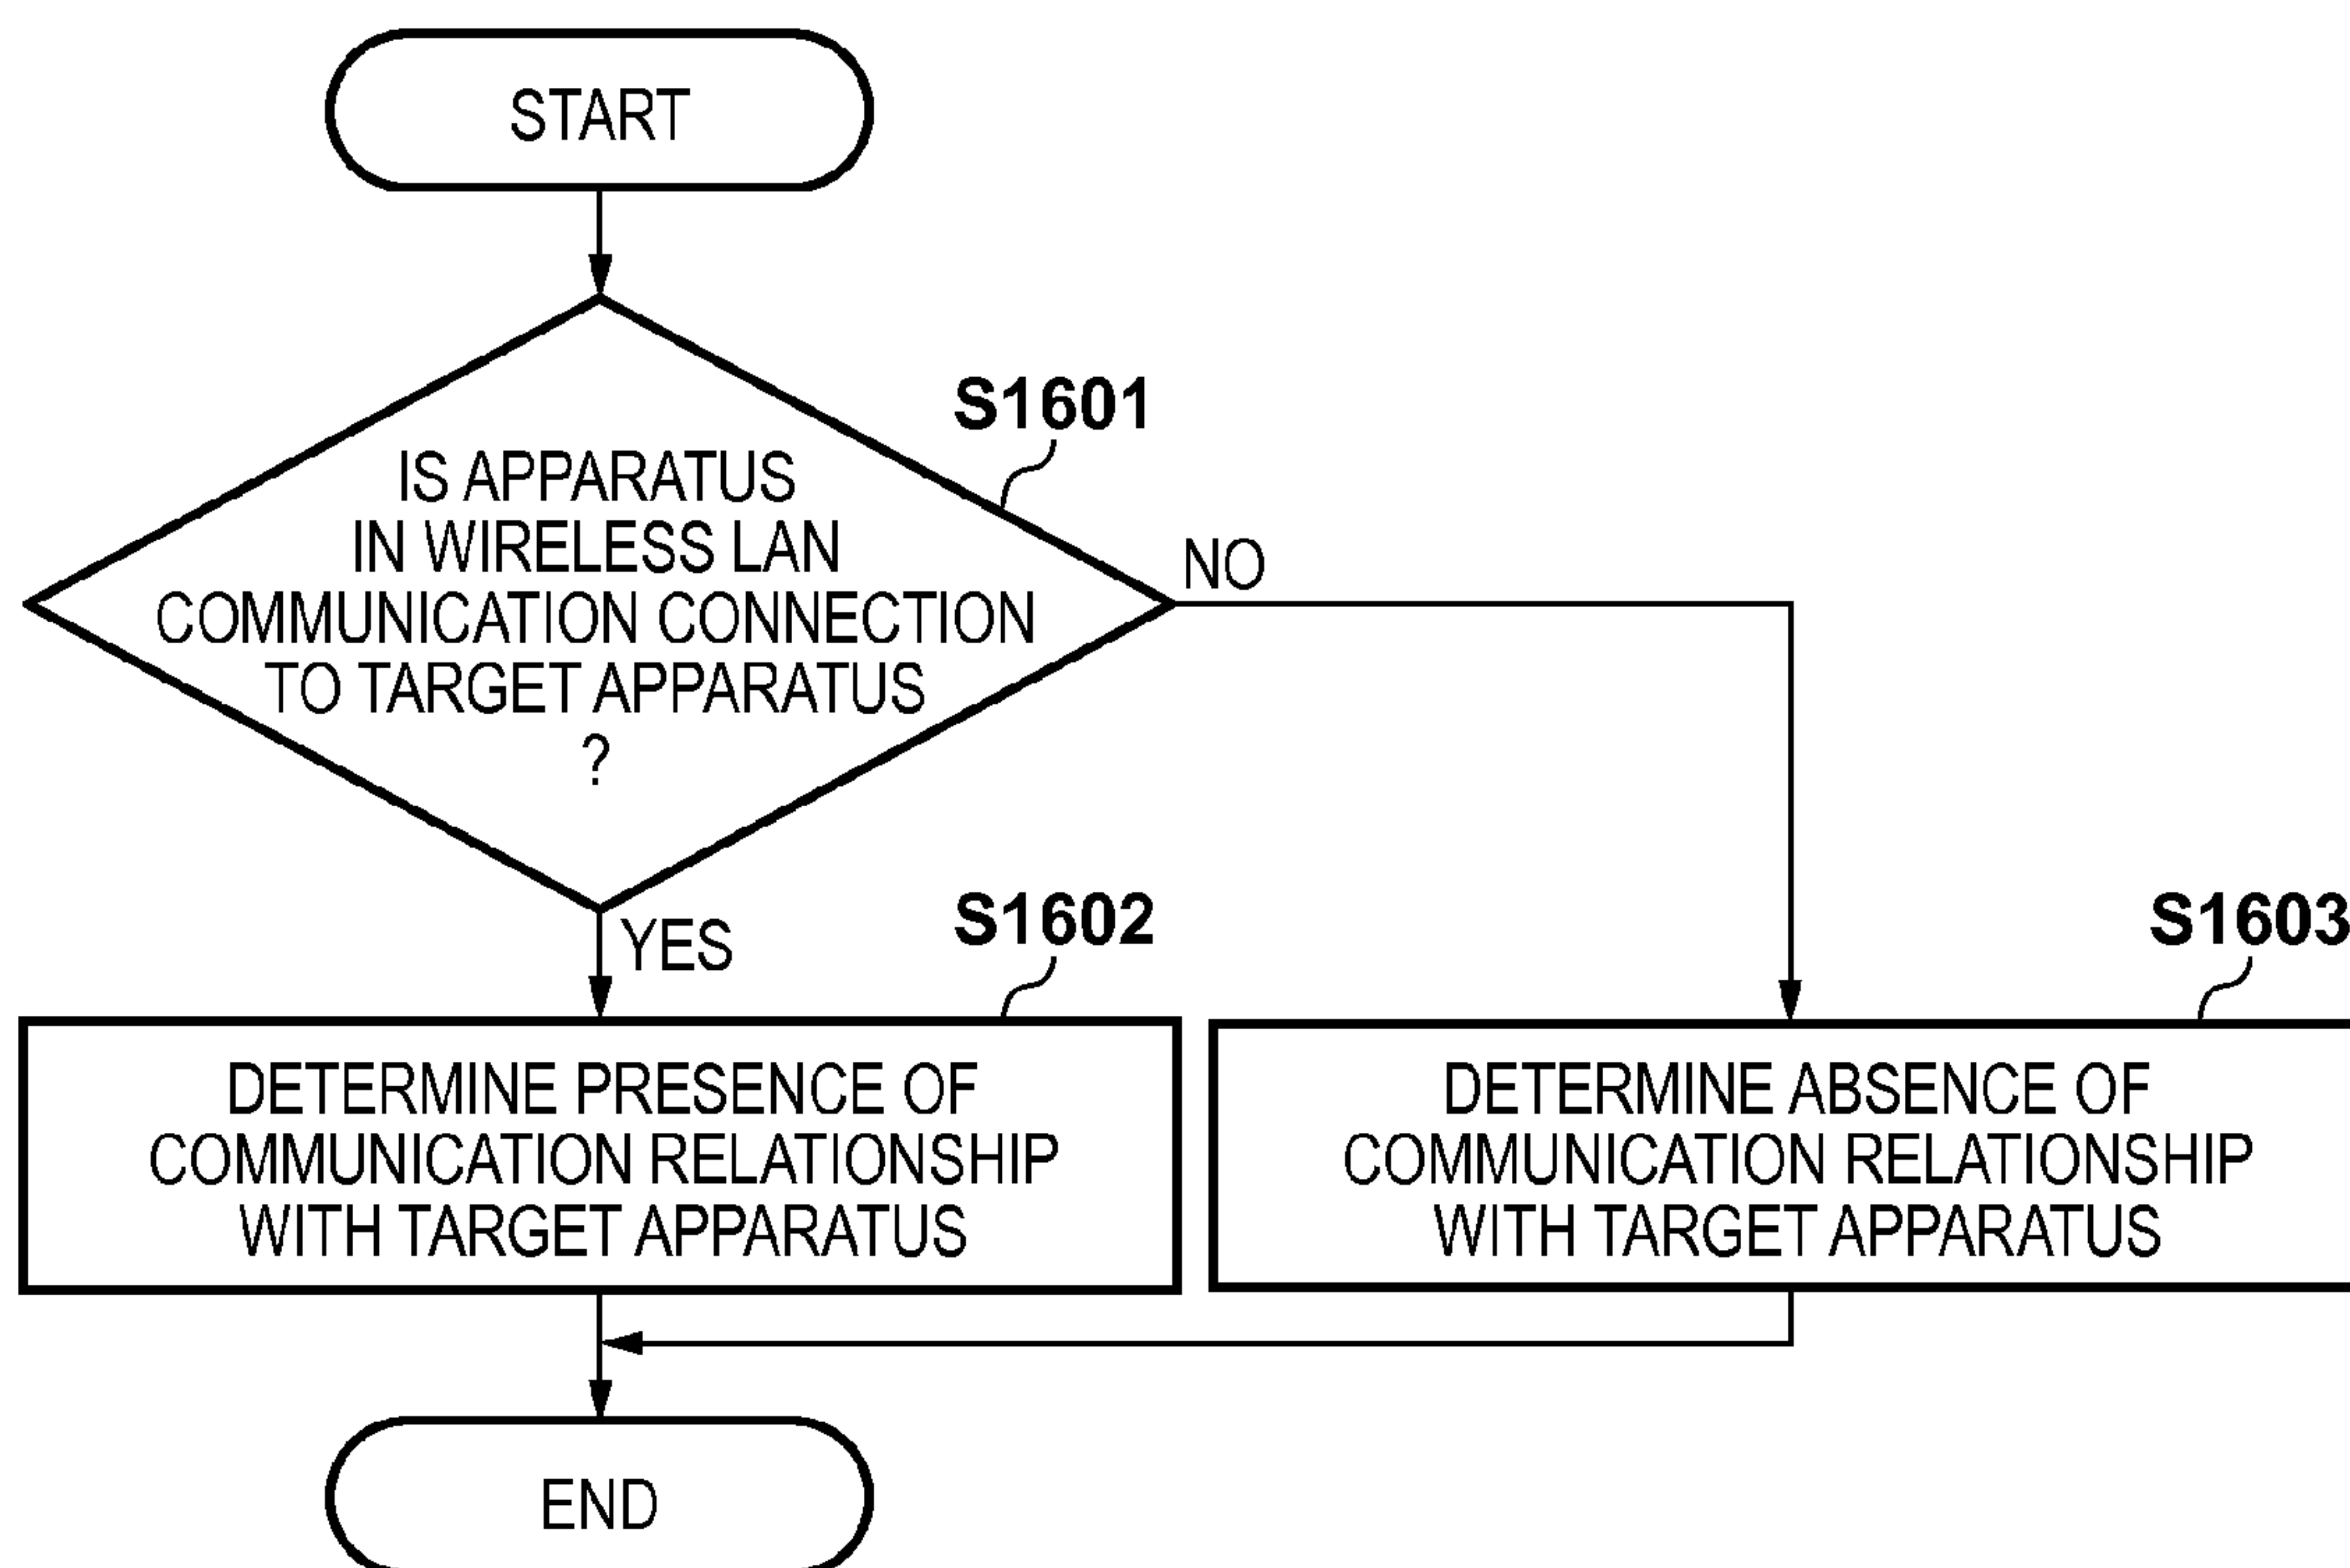 START
S1601
IS APPARATUS
IN WIRELESS LAN
COMMUNICATION CONNECTION
TO TARGET APPARATUS
?
NO
YES
S1602
DETERMINE PRESENCE OF
COMMUNICATION RELATIONSHIP
WITH TARGET APPARATUS
S1603
DETERMINE ABSENCE OF
COMMUNICATION RELATIONSHIP
WITH TARGET APPARATUS
END